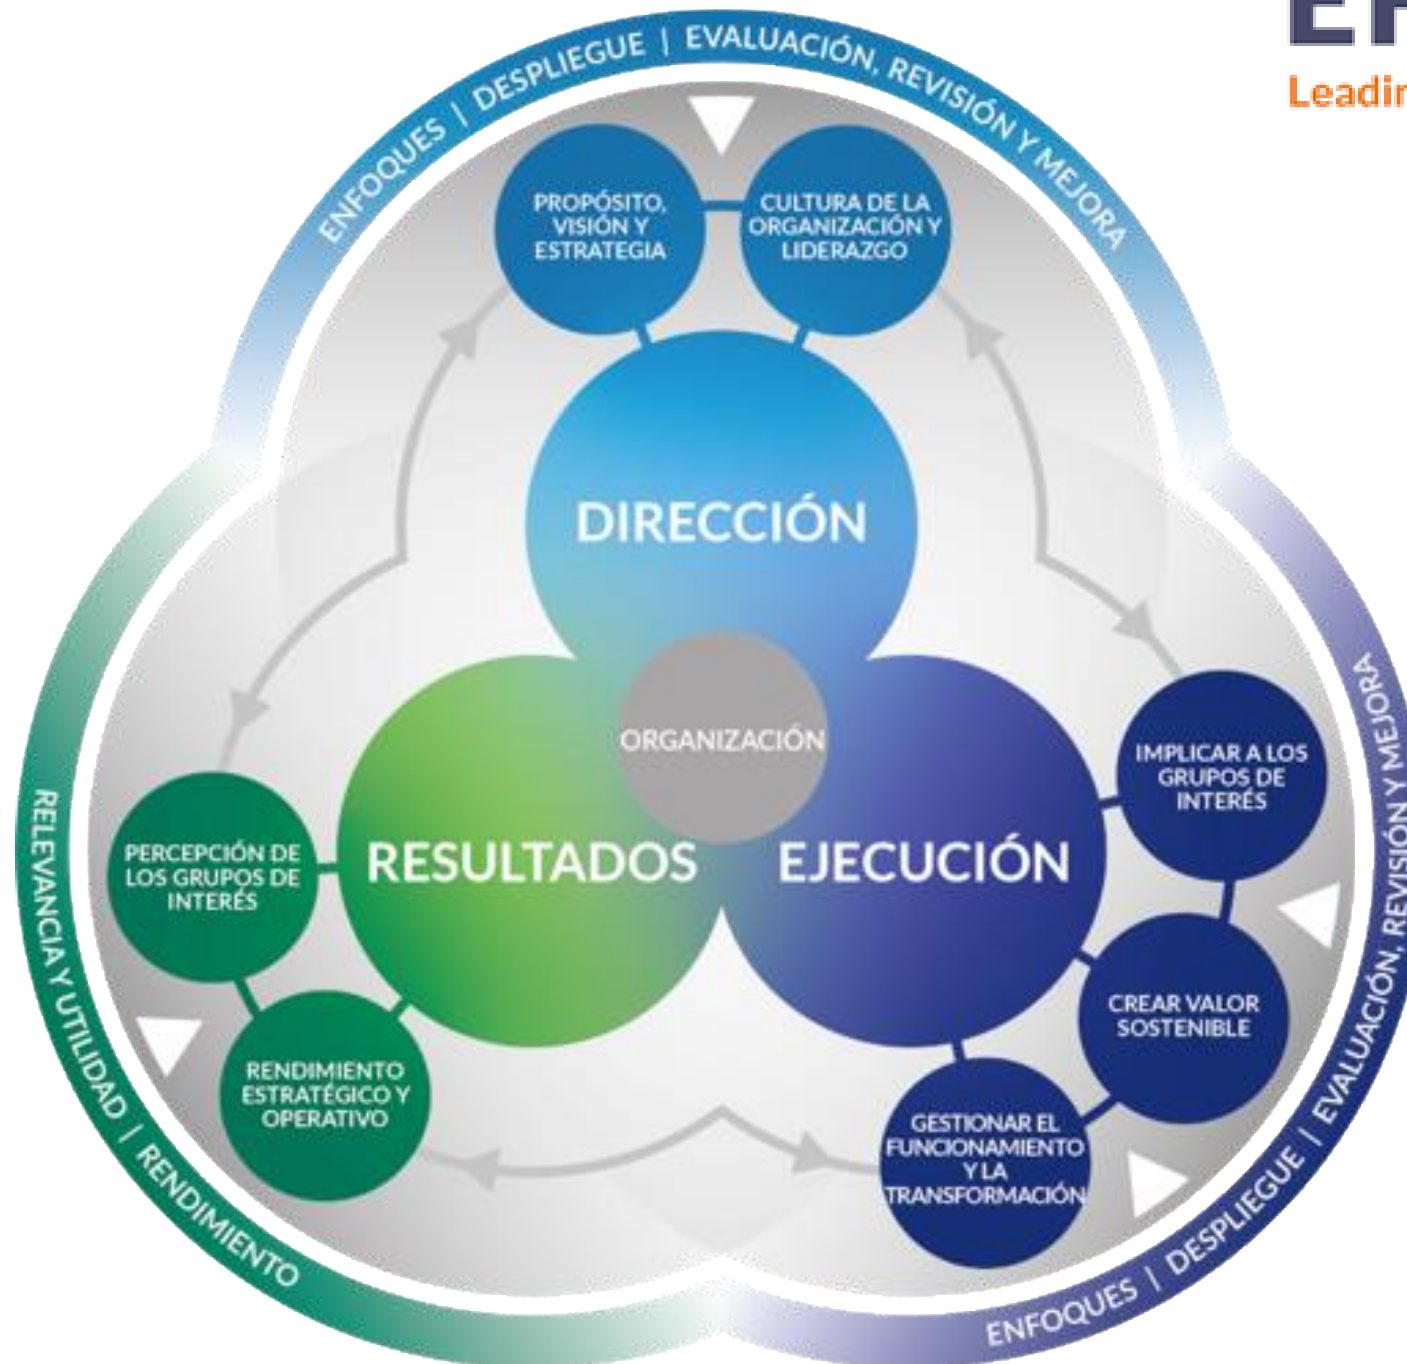 ENFOQUES | DESPLIEGUE | EVALUACIÓN, REVISIÓN Y MEJORA
PROPÓSITO,
VISIÓN Y
ESTRATEGIA
CULTURA DE LA
ORGANIZACIÓN Y
LIDERAZGO
DIRECCIÓN
ORGANIZACIÓN
RESULTADOS
EJECUCIÓN
IMPLICAR A LOS
GRUPOS DE
INTERÉS
CREAR VALOR
SOSTENIBLE
GESTIONAR EL
FUNCIONAMIENTO
Y LA
TRANSFORMACIÓN
ENFOQUES | DESPLIEGUE | EVALUACIÓN, REVISIÓN Y MEJORA
PERCEPCIÓN DE
LOS GRUPOS DE
INTERÉS
RENDIMIENTO
ESTRATÉGICO Y
OPERATIVO
RELEVANCIA Y UTILIDAD | RENDIMIENTO